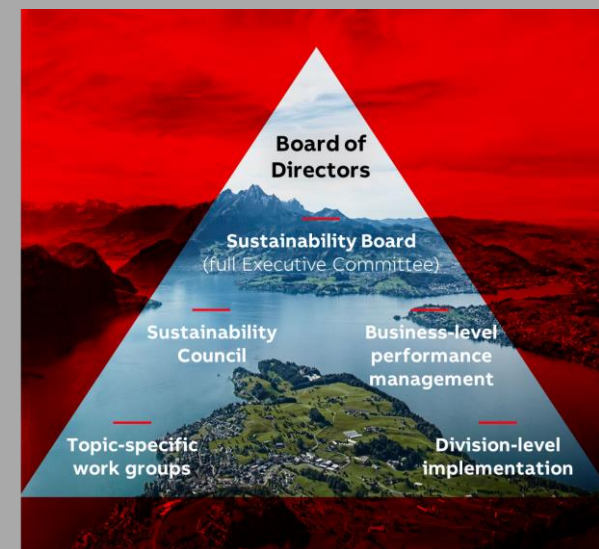 Board of
Directors
Sustainability Board
(full Executive Committee)
Sustainability
Council
Business-level
performance
management
Topic-specific
work groups
Division-level
implementation